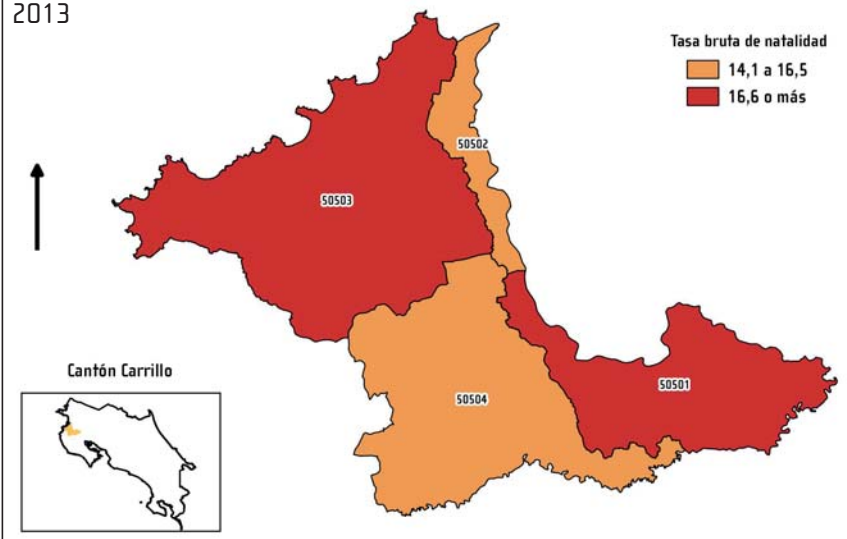 2013
Tasa bruta de natalidad
14,1 a 16,5
16,6 o más
50502
50503
50504
50501
Cantón Carrillo